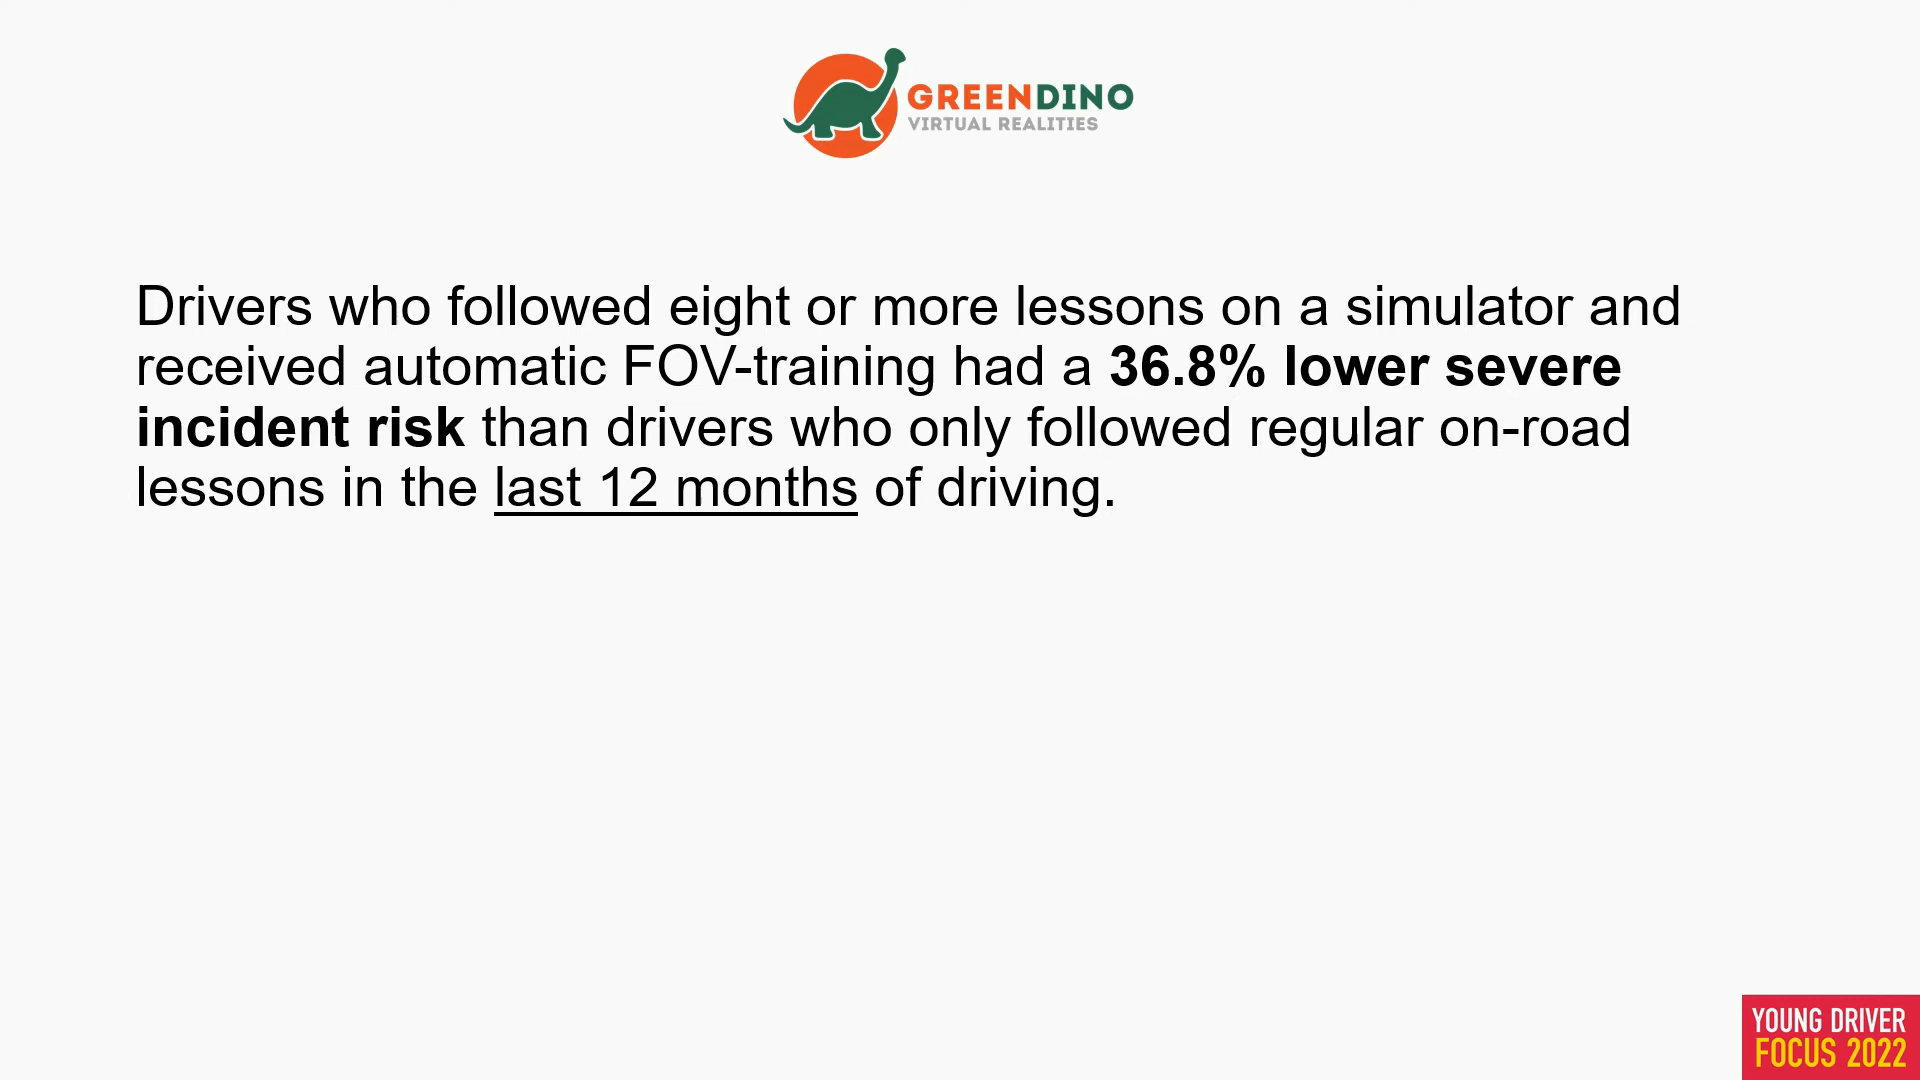 GREENDINO
VIRTUAL REALITIES
Drivers who followed eight or more lessons on a simulator and
received automatic FOV-training had a 36.8% lower severe
incident risk than drivers who only followed regular on-road
lessons in the last 12 months of driving.
YOUNG DRIVER
FOCUS 2022